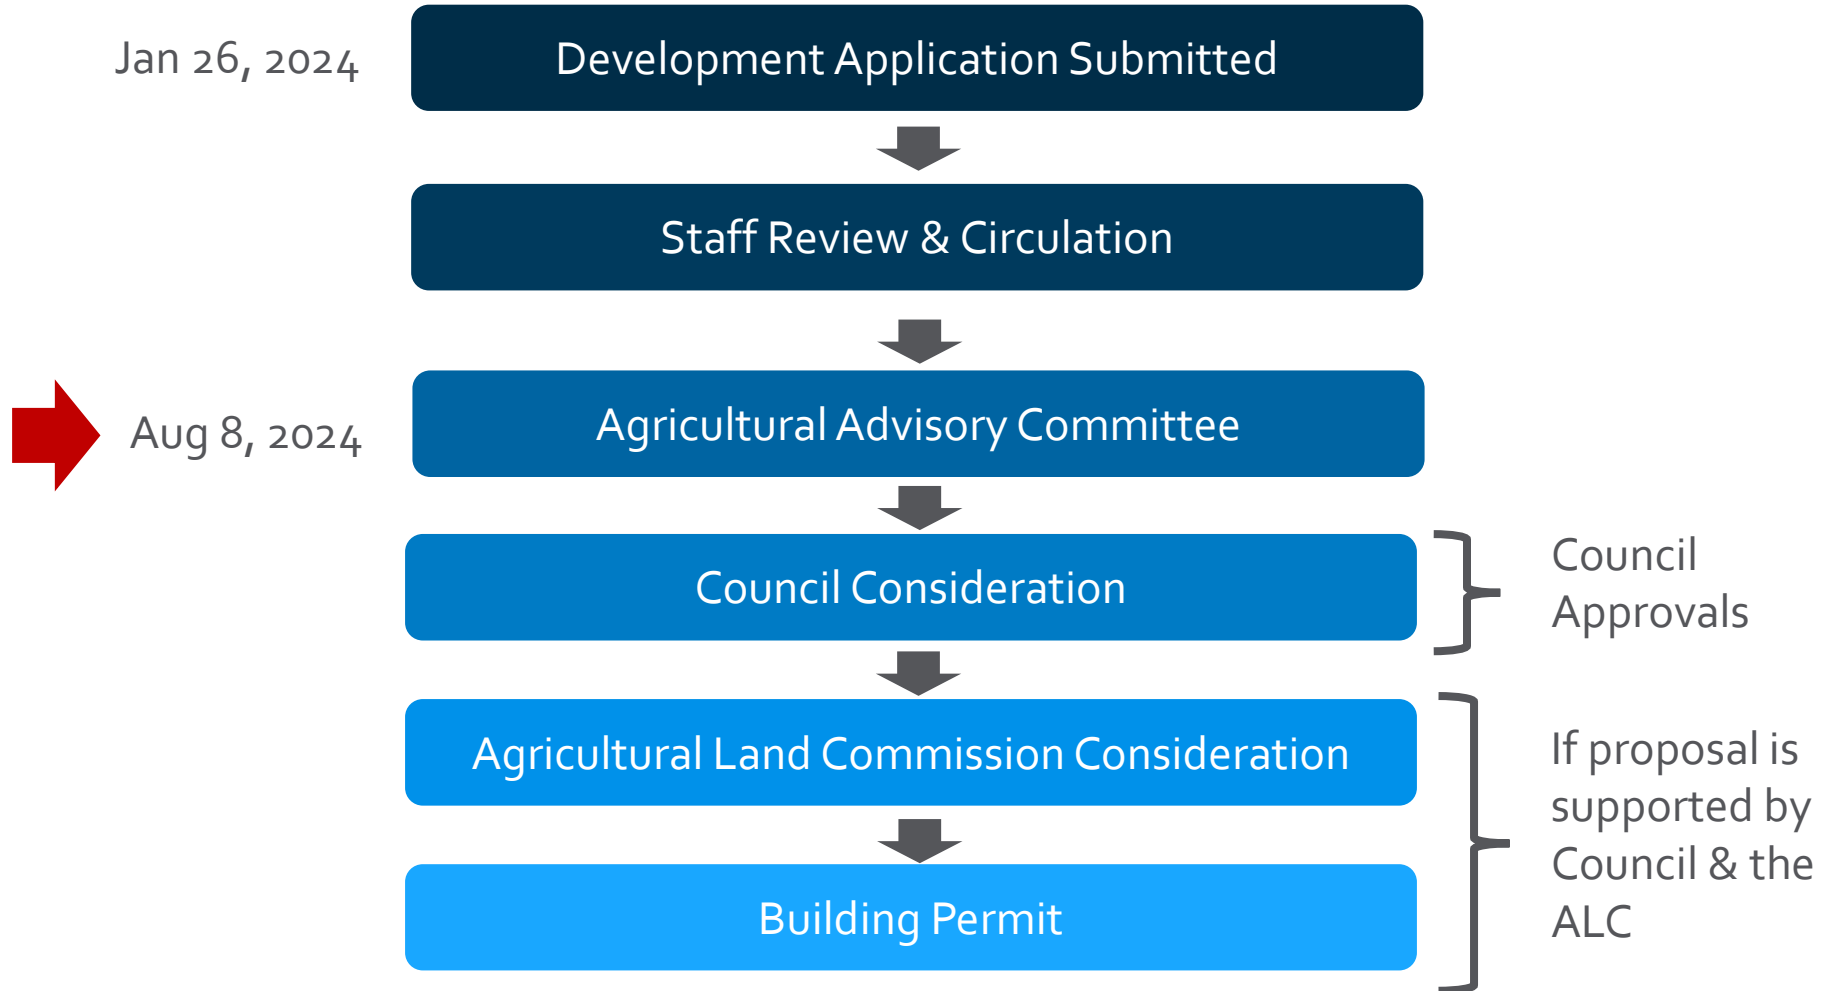 Jan 26, 2024
Development Application Submitted
Staff Review & Circulation
Aug 8, 2024
Agricultural Advisory Committee
Council Consideration
Council
Approvals
Agricultural Land Commission Consideration
Building Permit
If proposal is
supported by
Council & the
ALC